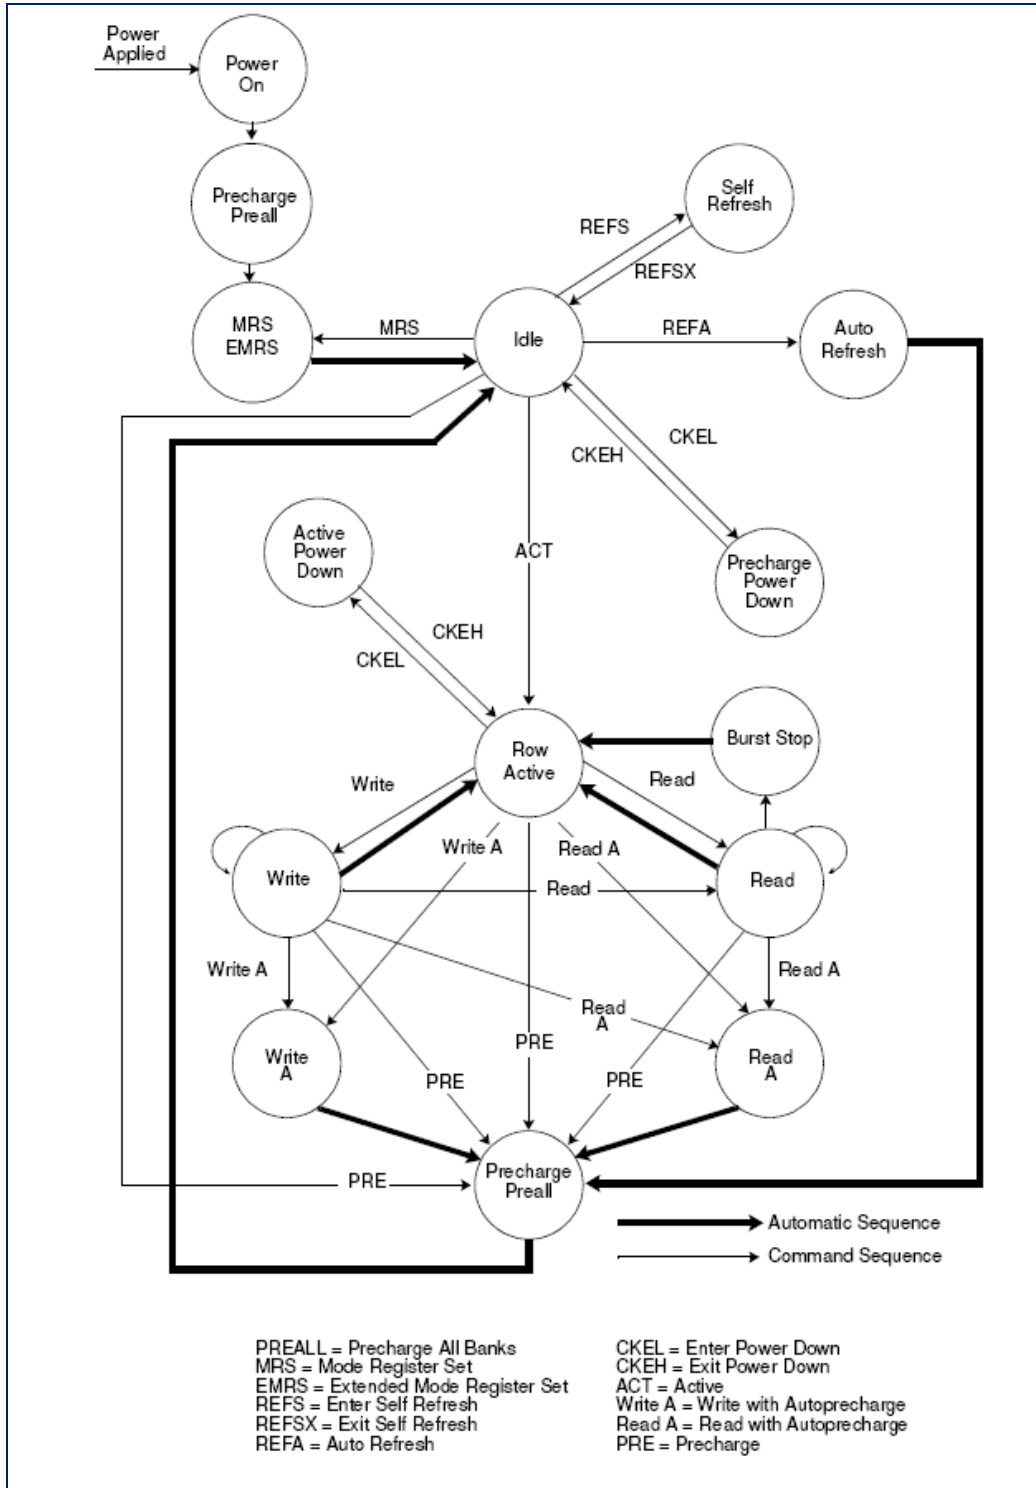 Power
Applied
Power
On
Precharge
Preall
Self
Refresh
REFS
REFSX
MRS
EMRS
MRS
Idle
REFA
Auto
Refresh
CKEL
CKEH
Active
Power
Down
ACT
Precharge
Power
Down
CKEH
CKEL
Row
Active
Burst Stop
Write
Read
Write A
Read A
Write
Read
Read
Write A
Read A
Read
A
Write
A
PRE
Read
A
PRE
PRE
PRE
Precharge
Preall
Automatic Sequence
Command Sequence
PREALL = Precharge All Banks
MRS = Mode Register Set
EMRS = Extended Mode Register Set
REFS = Enter Self Refresh
REFSX = Exit Self Refresh
REFA = Auto Refresh
CKEL = Enter Power Down
CKEH = Exit Power Down
ACT = Active
Write A = Write with Autoprecharge
Read A = Read with Autoprecharge
PRE = Precharge